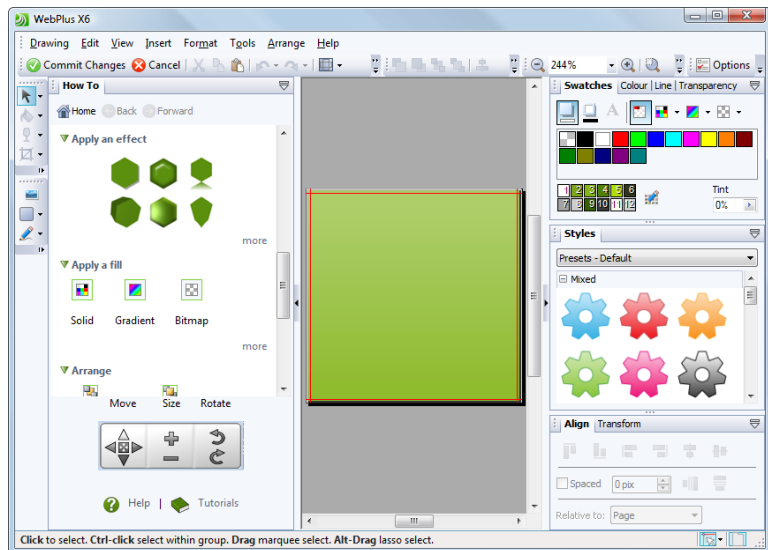 WebPlus X6
Drawing Edit View Insert Format Tools Arrange Help
Commit Changes Cancel 244% Options
How To
Home Back Forward
Apply an effect
more
Apply a fill
Solid Gradient Bitmap
more
Arrange
Move Size Rotate
Help | Tutorials
Swatches Colour Line Transparency
1 2 3 4 5 6
7 8 9 10 11 12
Tint
0%
Styles
Presets - Default
Mixed
Align Transform
Spaced 0 pix
Relative to: Page
Click to select. Ctrl-click select within group. Drag marquee select. Alt-Drag lasso select.